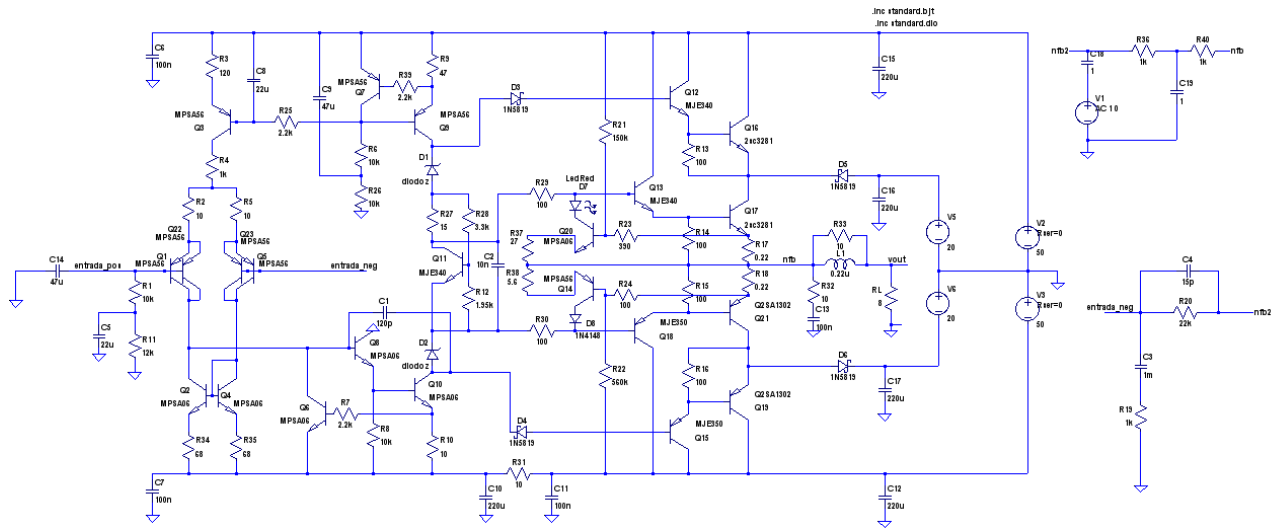 .inc standard.bjt
.inc standard.dio
C6
100n
R3
120
C8
22u
C9
47u
MPSA56
Q7
R39
2.2k
R9
47
D3
1N5819
Q12
MJE340
C15
220u
nfb2
C18
1
R36
1k
R40
1k
nfb
C19
1
V1
AC 10
MPSA56
Q3
R25
2.2k
MPSA56
Q9
R6
10k
R26
10k
R21
150k
R13
100
Q16
2sc3281
R4
1k
D1
diodoz
R2
10
R5
10
Q22
MPSA56
Q23
MPSA56
Q1
Q5
R27
15
R28
3.3k
R29
100
LedRed
D7
Q13
MJE340
D5
1N5819
C16
220u
Q17
2sc3281
V5
20
V2
Rser=0
50
C14
47u
entrada_pos
entrada_neg
R1
10k
C5
22u
R11
12k
Q11
MJE340
C2
10n
R12
1.95k
R37
27
R38
5.6
Q20
MPSA06
R23
390
R14
100
R17
0.22
R18
0.22
nfb
R33
10
L1
0.22u
vout
R32
10
C13
100n
RL
8
V6
20
V3
Rser=0
50
C4
15p
R20
22k
entrada_neg
nfb2
C3
1m
R19
1k
MPSA56
Q14
R24
100
R15
100
D8
1N4148
R30
100
MJE350
Q18
Q2SA1302
Q21
C1
120p
Q8
MPSA06
D2
diodoz
Q10
MPSA06
Q2
MPSA06
Q4
MPSA06
Q6
MPSA06
R7
2.2k
R8
10k
R10
10
R34
68
R35
68
D4
1N5819
R22
560k
R16
100
D6
1N5819
C17
220u
Q2SA1302
Q19
MJE350
Q15
C7
100n
R31
10
C10
220u
C11
100n
C12
220u